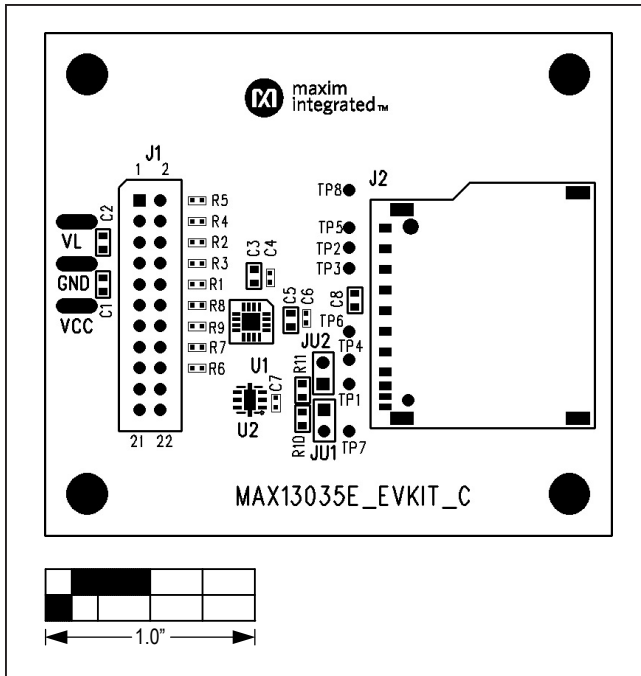 maxim
integrated™
J1
1 2
C2
VL
GND
C1
VCC
R5
R4
R2
R3
R1
R8
R9
R7
R6
21 22
C3
C4
U1
C5
C6
C7
U2
TP8
J2
TP5
TP2
TP3
C8
TP6
JU2
TP4
R11
TP1
R10
JU1
TP7
MAX13035E_EVKIT_C
1.0"